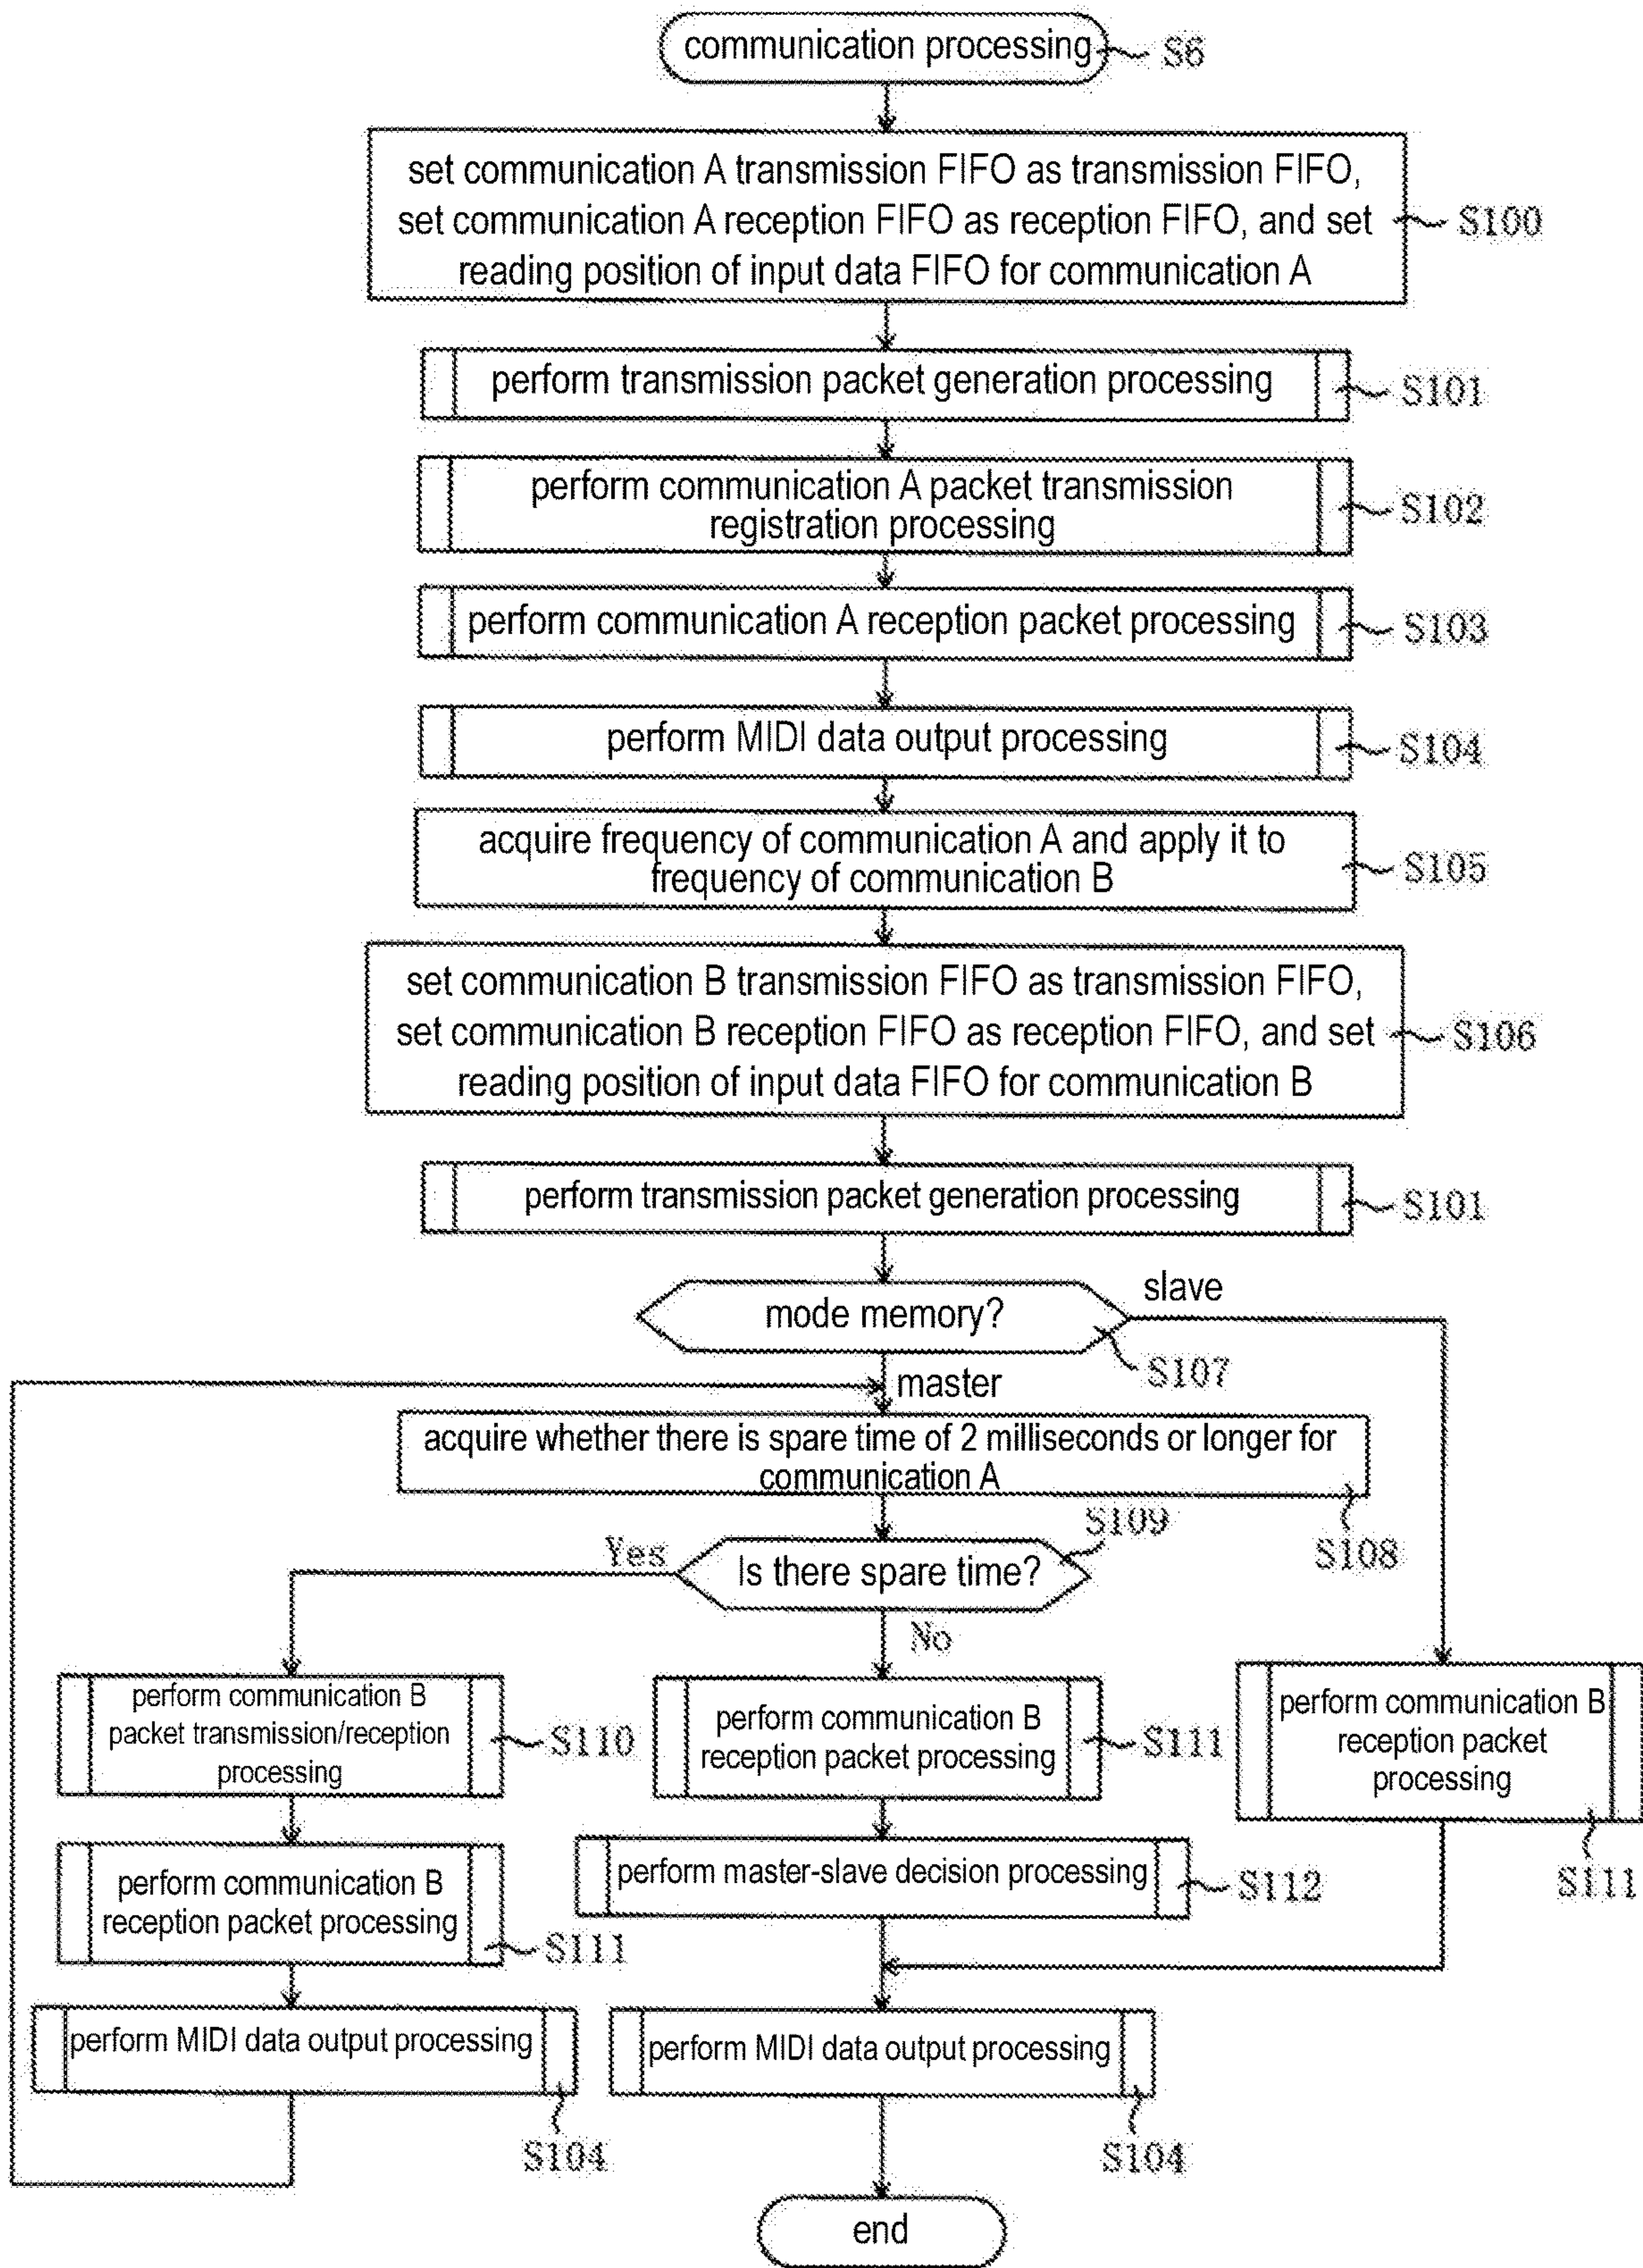 communication processing
S6
set communication A transmission FIFO as transmission FIFO,
set communication A reception FIFO as reception FIFO, and set
reading position of input data FIFO for communication A
S100
perform transmission packet generation processing
S101
perform communication A packet transmission
registration processing
S102
perform communication A reception packet processing
S103
perform MIDI data output processing
S104
acquire frequency of communication A and apply it to
frequency of communication B
S105
set communication B transmission FIFO as transmission FIFO,
set communication B reception FIFO as reception FIFO, and set
reading position of input data FIFO for communication B
S106
perform transmission packet generation processing
S101
mode memory?
slave
S107
master
acquire whether there is spare time of 2 milliseconds or longer for
communication A
S108
S109
Is there spare time?
Yes
No
perform communication B
packet transmission/reception
processing
S110
perform communication B
reception packet processing
S111
perform communication B
reception packet
processing
S111
perform communication B
reception packet processing
S111
perform master-slave decision processing
S112
perform MIDI data output processing
S104
perform MIDI data output processing
S104
end